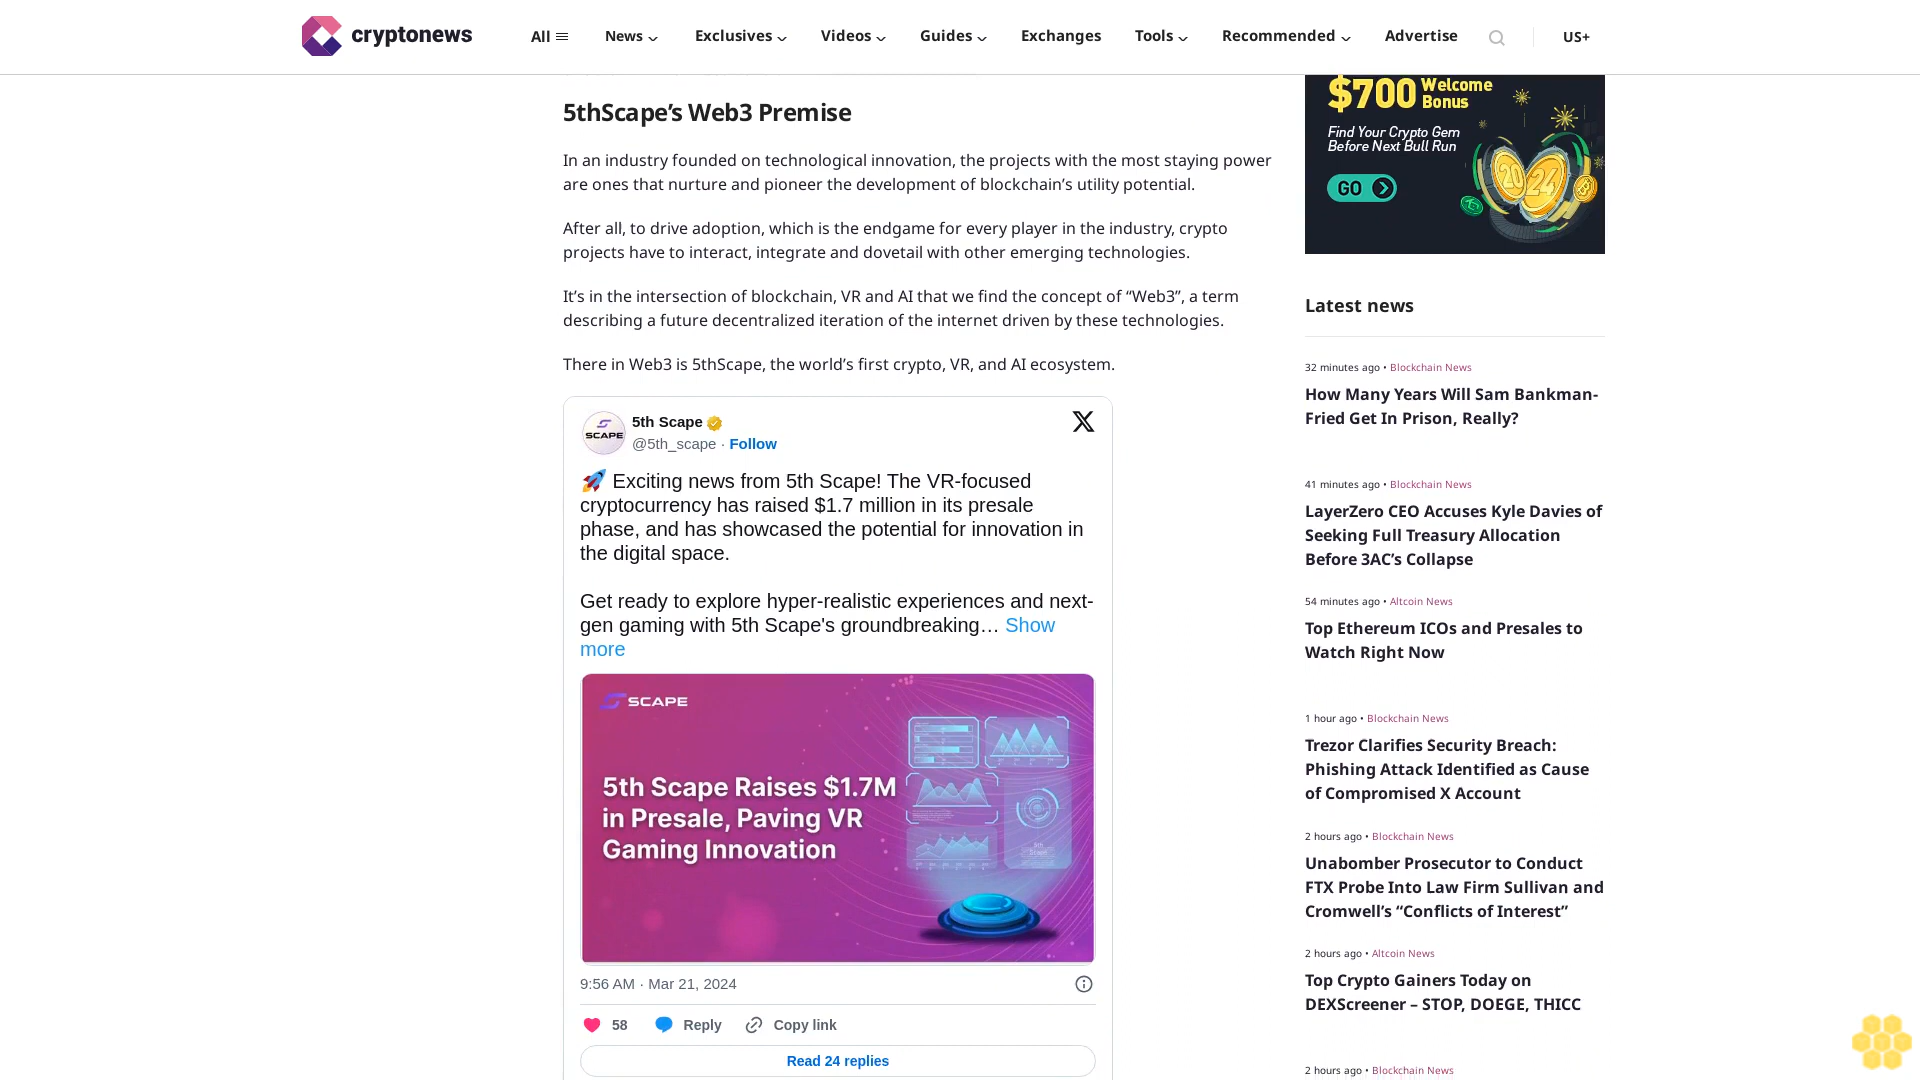 cryptonews
All
News
Exclusives
Videos
Guides
Exchanges
Tools
Recommended
Advertise
US+
5thScape’s Web3 Premise
In an industry founded on technological innovation, the projects with the most staying power
are ones that nurture and pioneer the development of blockchain’s utility potential.
After all, to drive adoption, which is the endgame for every player in the industry, crypto
projects have to interact, integrate and dovetail with other emerging technologies.
It’s in the intersection of blockchain, VR and AI that we find the concept of “Web3”, a term
describing a future decentralized iteration of the internet driven by these technologies.
There in Web3 is 5thScape, the world’s first crypto, VR, and AI ecosystem.
SCAPE
5th Scape
@5th_scape · Follow
🚀 Exciting news from 5th Scape! The VR-focused
cryptocurrency has raised $1.7 million in its presale
phase, and has showcased the potential for innovation in
the digital space.
Get ready to explore hyper-realistic experiences and next-
gen gaming with 5th Scape's groundbreaking… Show
more
SCAPE
5th Scape Raises $1.7M
in Presale, Paving VR
Gaming Innovation
9:56 AM · Mar 21, 2024
58
Reply
Copy link
Read 24 replies
$700 Welcome
Bonus
Find Your Crypto Gem
Before Next Bull Run
GO
20
24
Latest news
32 minutes ago • Blockchain News
How Many Years Will Sam Bankman-
Fried Get In Prison, Really?
41 minutes ago • Blockchain News
LayerZero CEO Accuses Kyle Davies of
Seeking Full Treasury Allocation
Before 3AC’s Collapse
54 minutes ago • Altcoin News
Top Ethereum ICOs and Presales to
Watch Right Now
1 hour ago • Blockchain News
Trezor Clarifies Security Breach:
Phishing Attack Identified as Cause
of Compromised X Account
2 hours ago • Blockchain News
Unabomber Prosecutor to Conduct
FTX Probe Into Law Firm Sullivan and
Cromwell’s “Conflicts of Interest”
2 hours ago • Altcoin News
Top Crypto Gainers Today on
DEXScreener – STOP, DOEGE, THICC
2 hours ago • Blockchain News